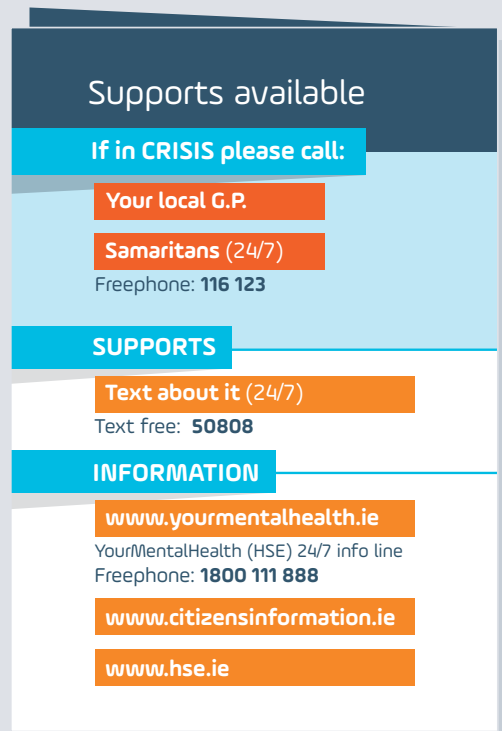 Supports available
If in CRISIS please call:
Your local G.P.
Samaritans (24/7)
Freephone: 116 123
SUPPORTS
Text about it (24/7)
Text free: 50808
INFORMATION
www.yourmentalhealth.ie
YourMentalHealth (HSE) 24/7 info line
Freephone: 1800 111 888
www.citizensinformation.ie
www.hse.ie